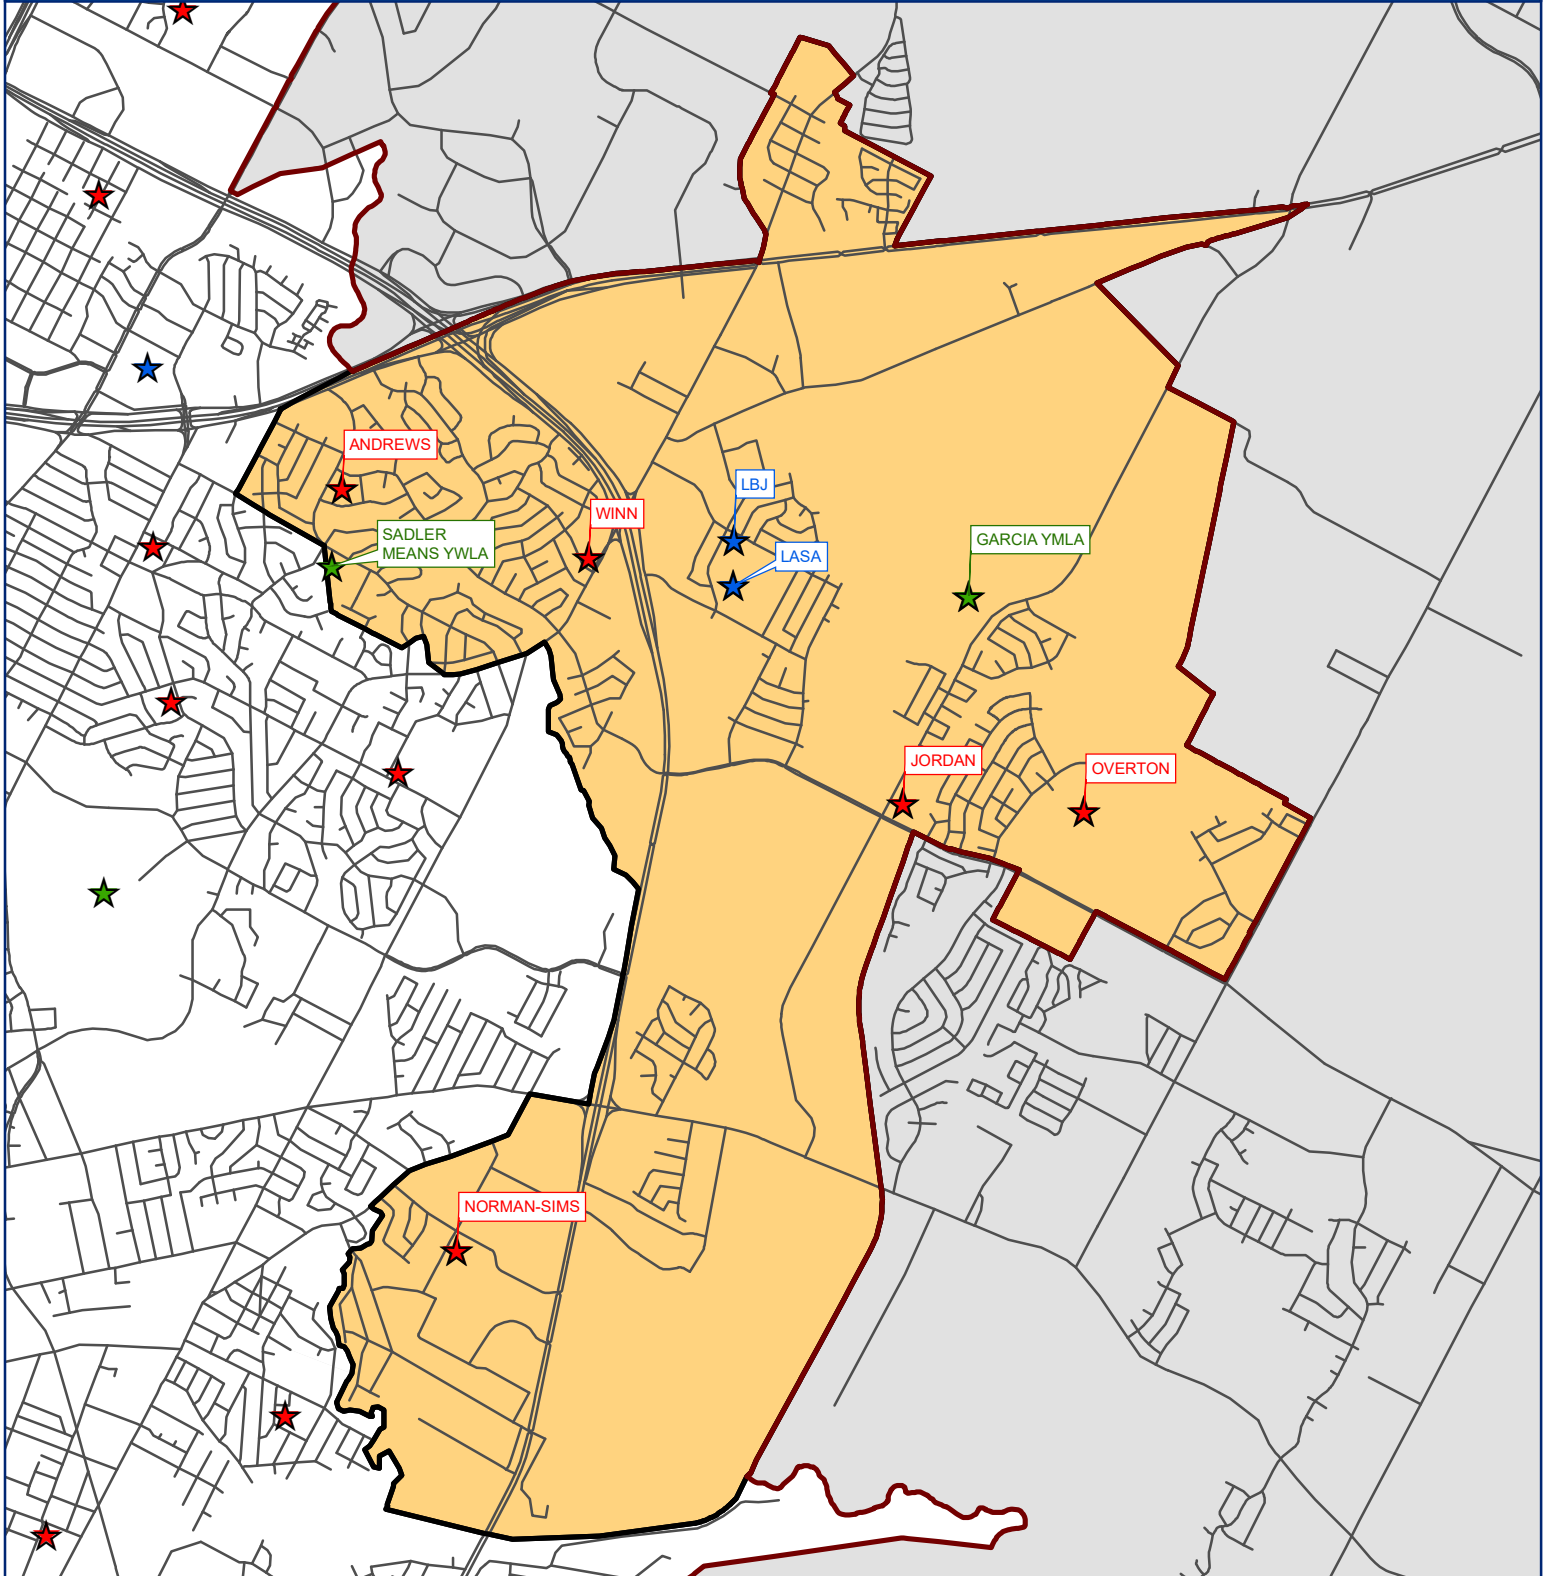 ANDREWS
LBJ
WINN
SADLER
MEANS YWLA
GARCIA YMLA
LASA
JORDAN
OVERTON
NORMAN-SIMS